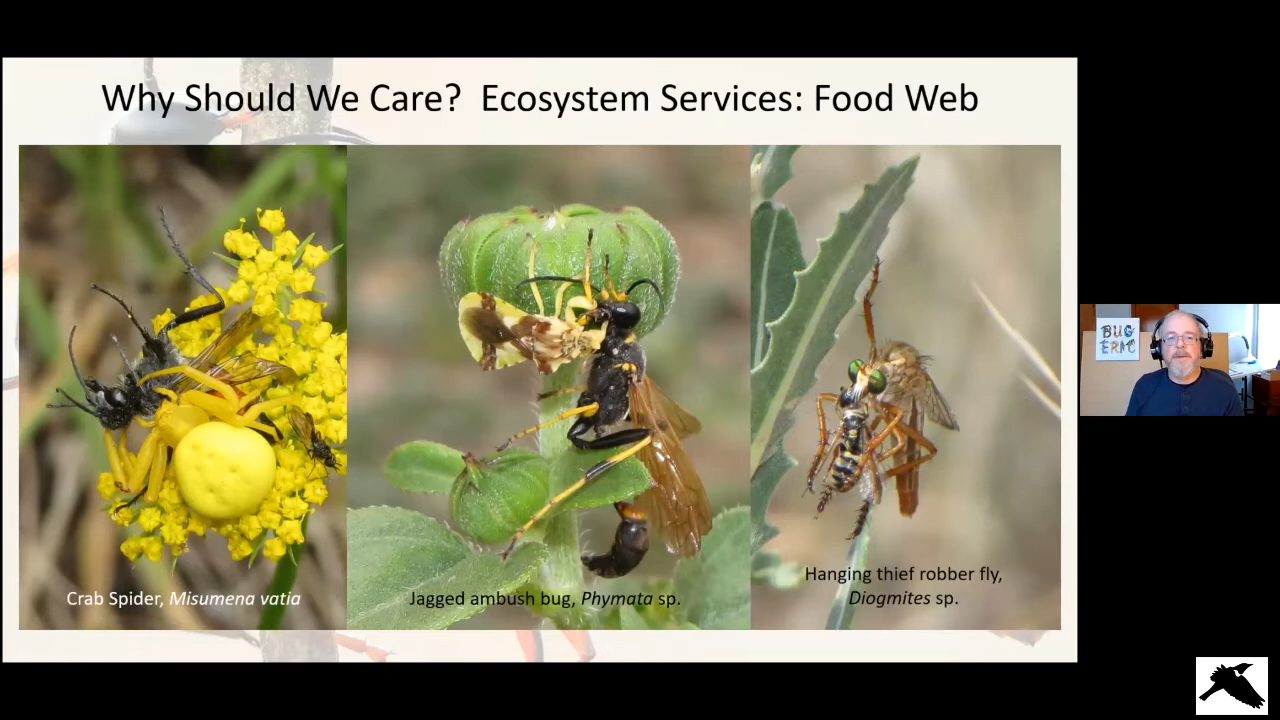 Why Should We Care?  Ecosystem Services: Food Web
Crab Spider, Misumena vatia
Jagged ambush bug, Phymata sp.
Hanging thief robber fly,
Diogmites sp.
BUG
ERIC